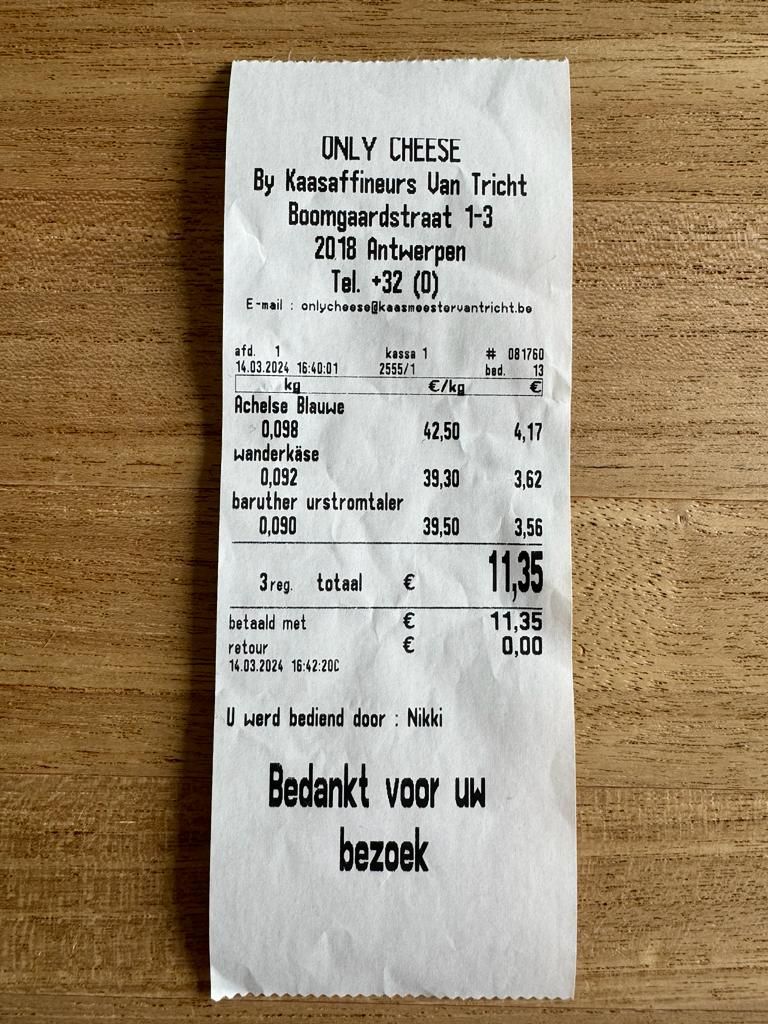 ONLY CHEESE
By Kaasaffineurs Van Tricht
Boomgaardstraat 1-3
2018 Antwerpen
Tel. +32 (0)
E-mail : onlycheese@kaasmeestervantricht.be
afd. 1 kassa 1 # 081760
14.03.2024 16:40:01 2555/1 bed. 13
kg €/kg €
Achelse Blauwe
0,098 42,50 4,17
wanderkäse
0,092 39,30 3,62
baruther urstromtaler
0,090 39,50 3,56
3 reg. totaal € 11,35
betaald met € 11,35
retour € 0,00
14.03.2024 16:42:20C
U werd bediend door : Nikki
Bedankt voor uw
bezoek